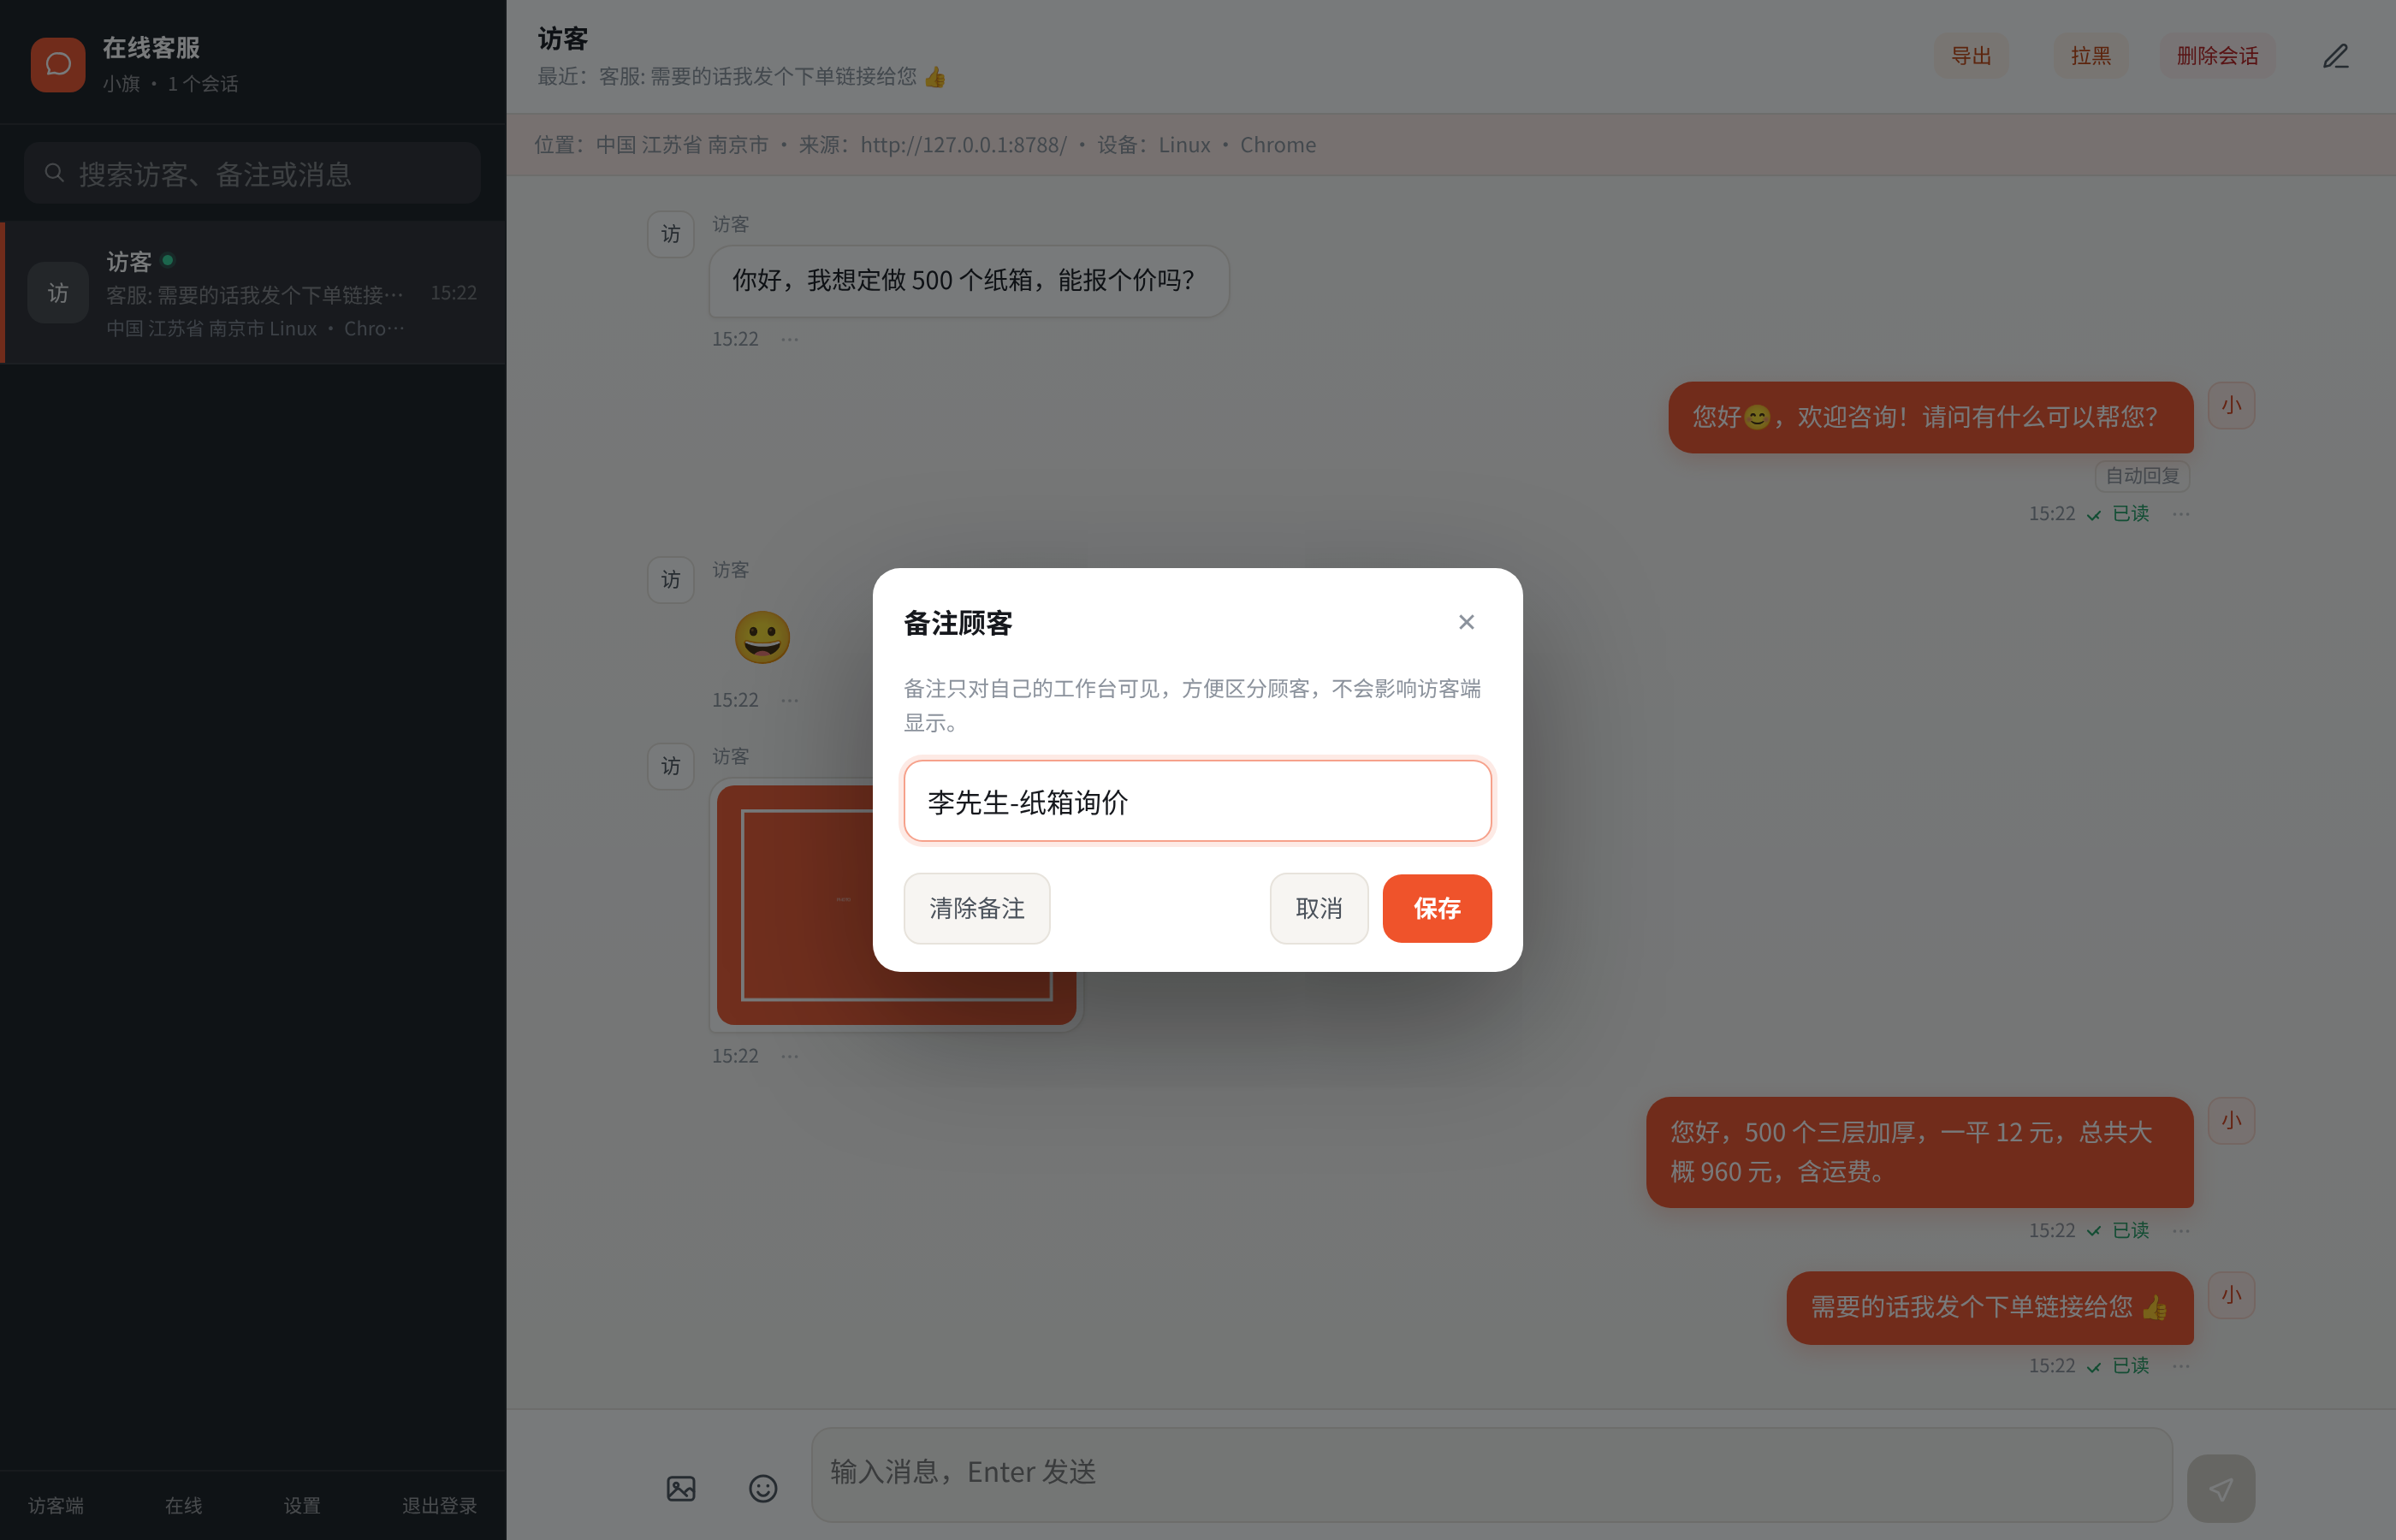 在线客服
小旗 · 1 个会话
搜索访客、备注或消息
访
访客
客服: 需要的话我发个下单链接…
15:22
中国 江苏省 南京市 Linux · Chro…
访客端
在线
设置
退出登录
访客
最近：客服: 需要的话我发个下单链接给您 👍
导出
拉黑
删除会话
位置：中国 江苏省 南京市 · 来源：http://127.0.0.1:8788/ · 设备：Linux · Chrome
访
访客
你好，我想定做 500 个纸箱，能报个价吗？
15:22 ···
您好😊，欢迎咨询！请问有什么可以帮您？
小
自动回复
15:22 ✓ 已读 ···
访
访客
😀
15:22 ···
访
访客
15:22 ···
备注顾客
×
备注只对自己的工作台可见，方便区分顾客，不会影响访客端
显示。
李先生-纸箱询价
清除备注
取消
保存
您好，500 个三层加厚，一平 12 元，总共大
概 960 元，含运费。
小
15:22 ✓ 已读 ···
需要的话我发个下单链接给您 👍
小
15:22 ✓ 已读 ···
输入消息，Enter 发送